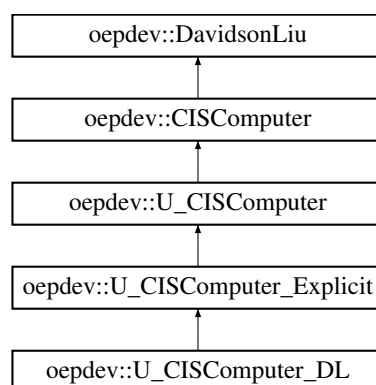 oepdev::DavidsonLiu
oepdev::CISComputer
oepdev::U_CISComputer
oepdev::U_CISComputer_Explicit
oepdev::U_CISComputer_DL